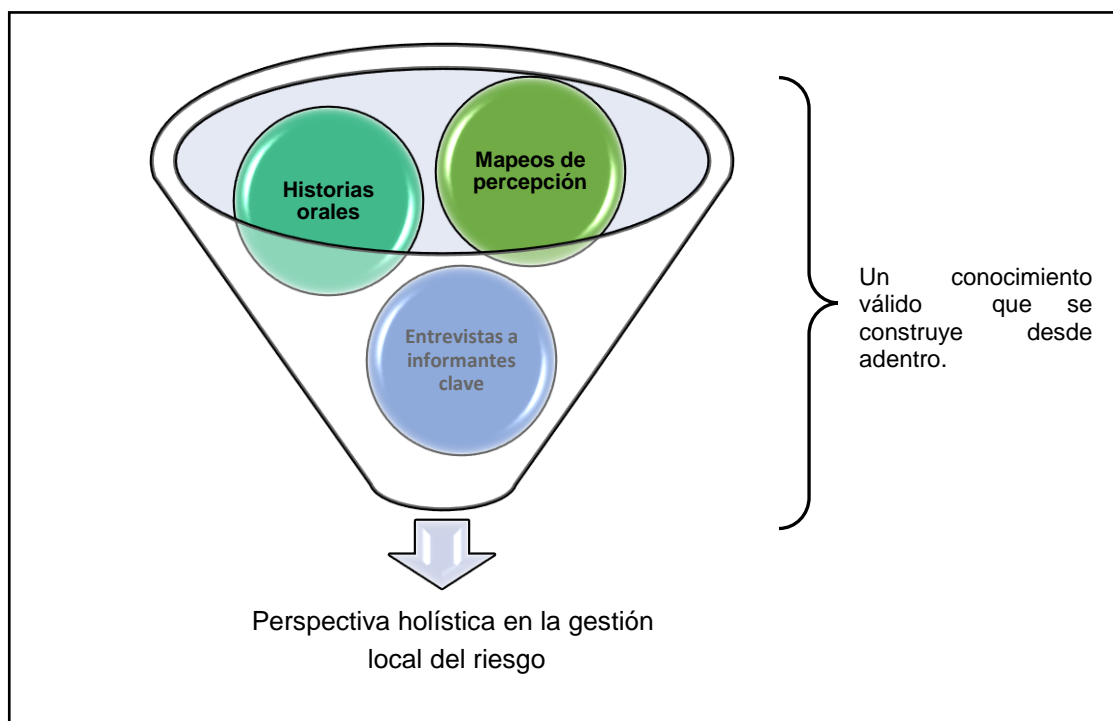 Historias
orales
Mapeos de
percepción
Entrevistas a
informantes
clave
Un conocimiento
válido que se
construye desde
adentro.
Perspectiva holística en la gestión
local del riesgo